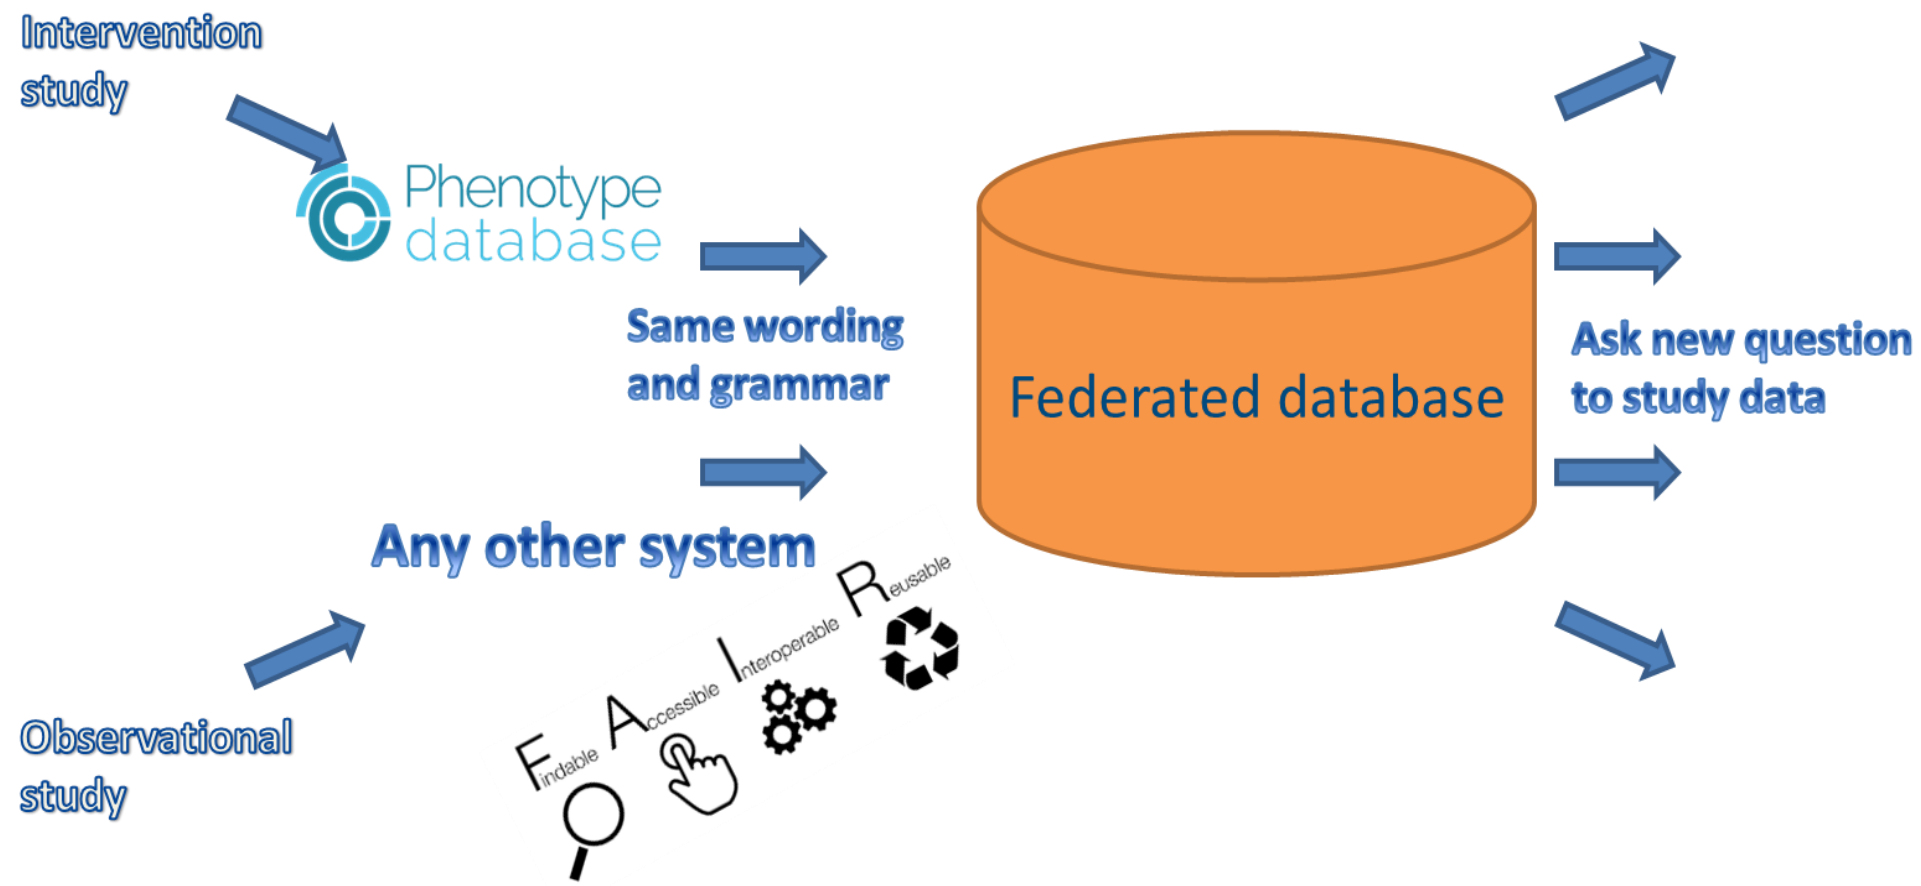 Intervention
study
Phenotype
database
Same wording
and grammar
Federated database
Ask new question
to study data
Any other system
Findable Accessible Interoperable Reusable
Observational
study